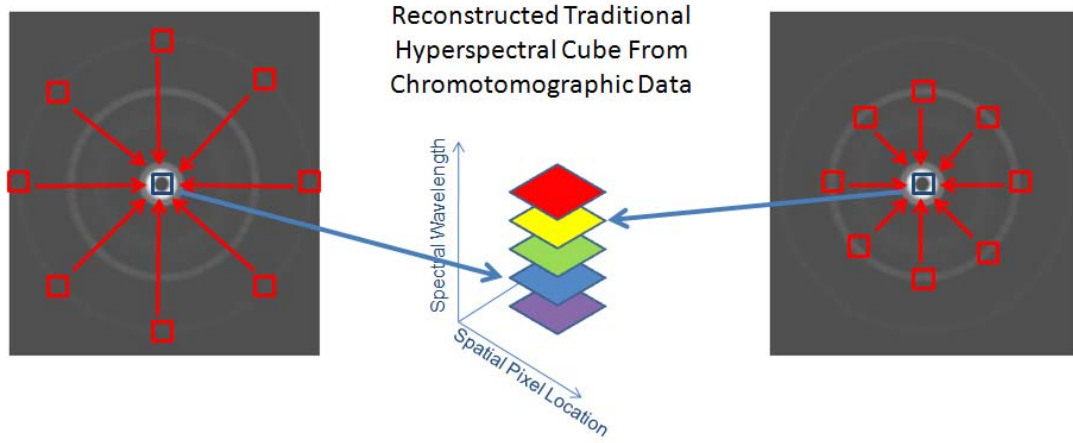 Reconstructed Traditional
Hyperspectral Cube From
Chromotomographic Data
Spectral Wavelength
Spatial Pixel Location